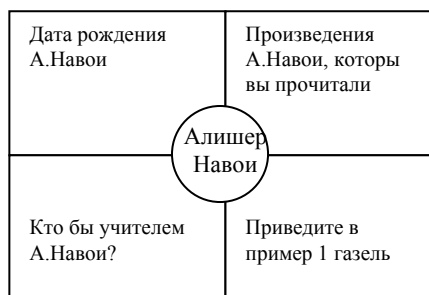 Дата рождения
А.Навои
Произведения
А.Навои, которы
вы прочитали
Алишер
Навои
Кто бы учителем
А.Навои?
Приведите в
пример 1 газель